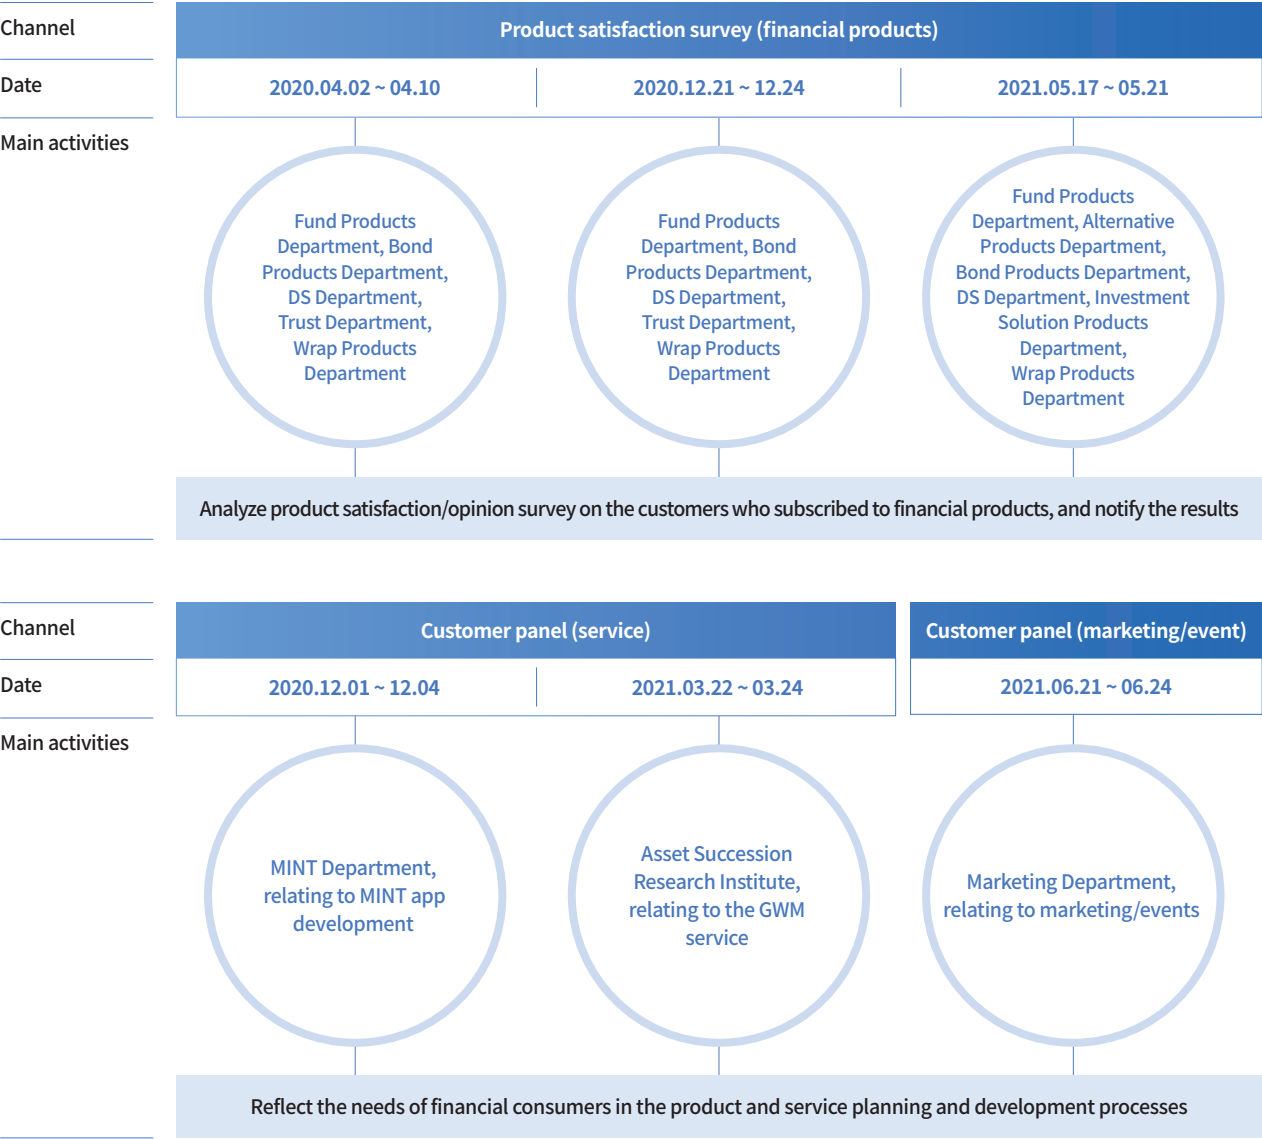 Channel
Product satisfaction survey (financial products)
Date
2020.04.02 ~ 04.10
2020.12.21 ~ 12.24
2021.05.17 ~ 05.21
Main activities
Fund Products
Department, Bond
Products Department,
DS Department,
Trust Department,
Wrap Products
Department
Fund Products
Department, Bond
Products Department,
DS Department,
Trust Department,
Wrap Products
Department
Fund Products
Department, Alternative
Products Department,
Bond Products Department,
DS Department, Investment
Solution Products
Department,
Wrap Products
Department
Analyze product satisfaction/opinion survey on the customers who subscribed to financial products, and notify the results
Channel
Customer panel (service)
Customer panel (marketing/event)
Date
2020.12.01 ~ 12.04
2021.03.22 ~ 03.24
2021.06.21 ~ 06.24
Main activities
MINT Department,
relating to MINT app
development
Asset Succession
Research Institute,
relating to the GWM
service
Marketing Department,
relating to marketing/events
Reflect the needs of financial consumers in the product and service planning and development processes